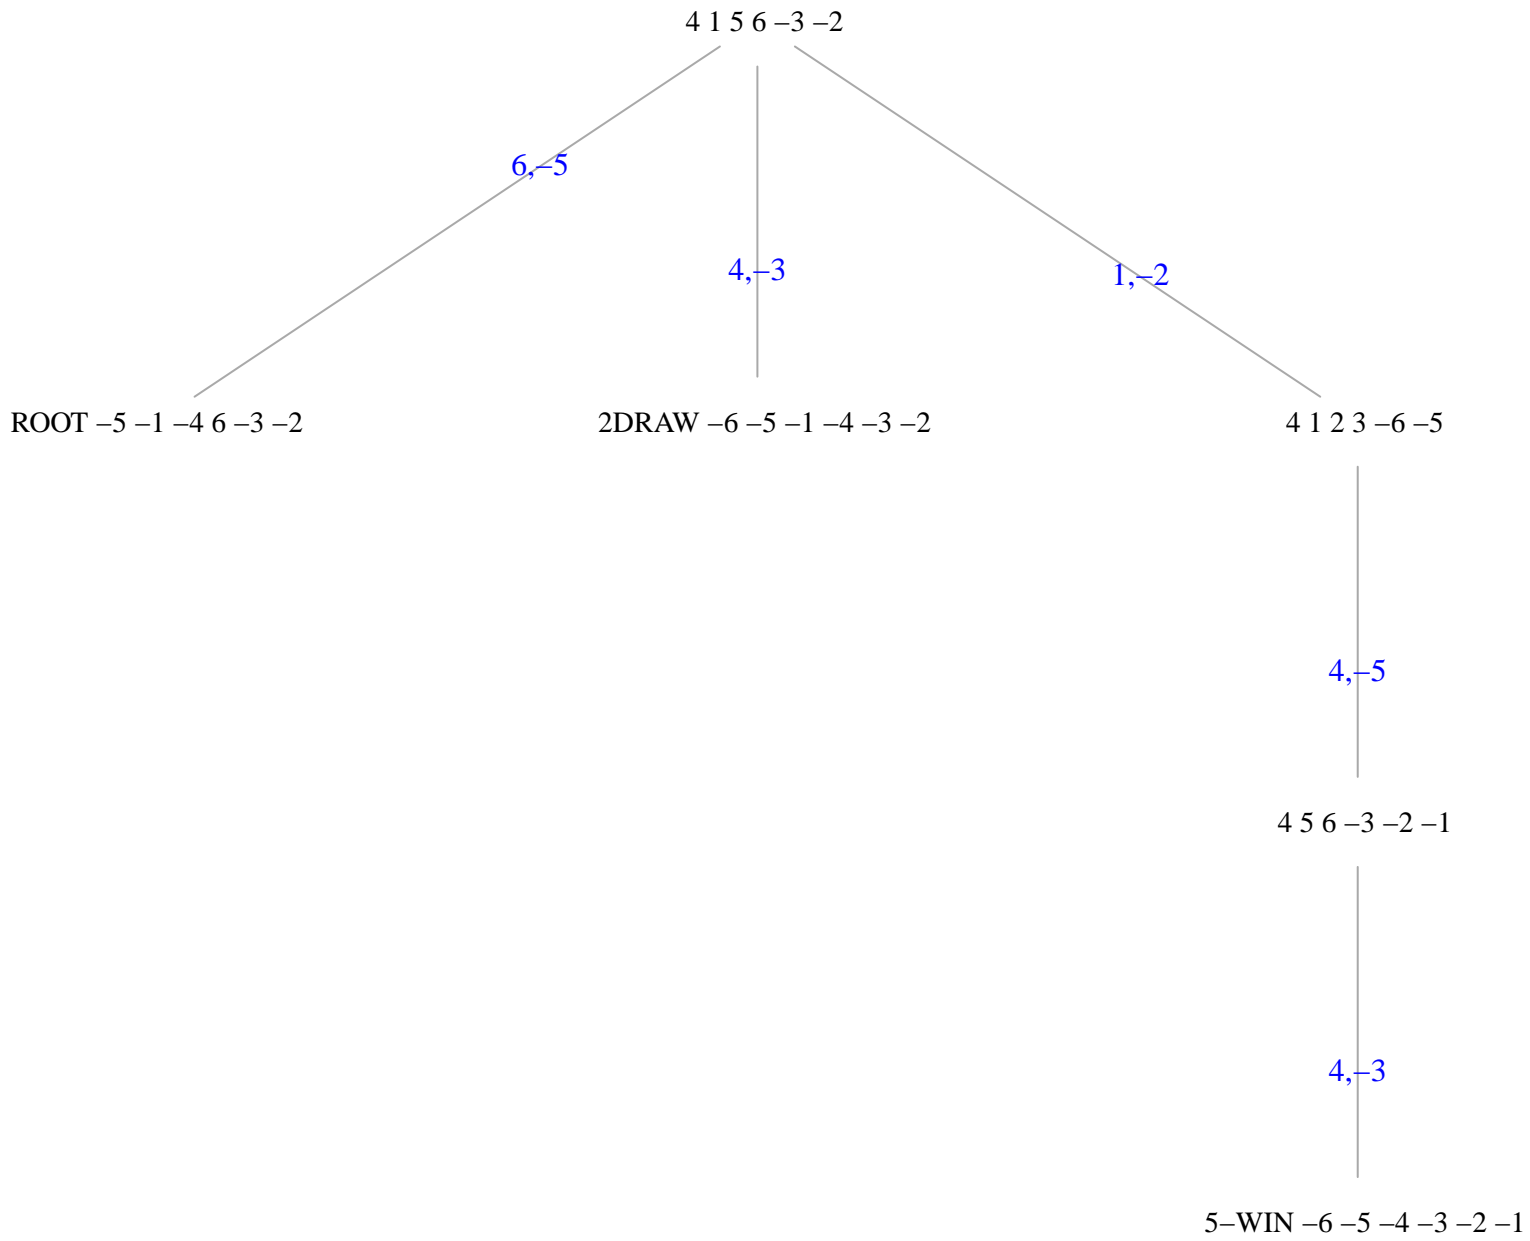 4 1 5 6 –3 –2
6,–5
4,–3
1,–2
ROOT –5 –1 –4 6 –3 –2
2DRAW –6 –5 –1 –4 –3 –2
4 1 2 3 –6 –5
4,–5
4 5 6 –3 –2 –1
4,–3
5–WIN –6 –5 –4 –3 –2 –1